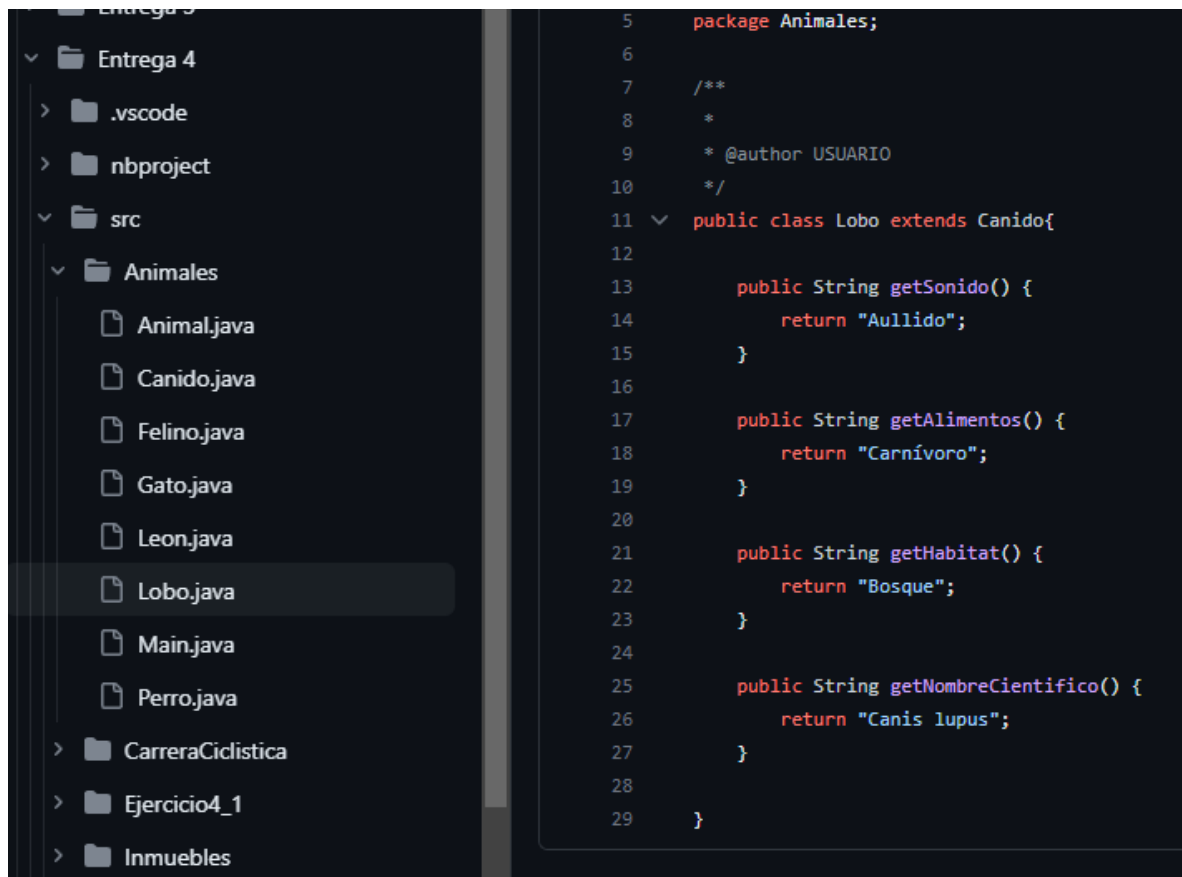 Entrega 4
.vscode
nbproject
src
Animales
Animal.java
Canido.java
Felino.java
Gato.java
Leon.java
Lobo.java
Main.java
Perro.java
CarreraCiclistica
Ejercicio4_1
Inmuebles
5 package Animales;
6
7 /**
8 *
9 * @author USUARIO
10 */
11 public class Lobo extends Canido{
12
13 public String getSonido() {
14 return "Aullido";
15 }
16
17 public String getAlimentos() {
18 return "Carnívoro";
19 }
20
21 public String getHabitat() {
22 return "Bosque";
23 }
24
25 public String getNombreCientifico() {
26 return "Canis lupus";
27 }
28
29 }